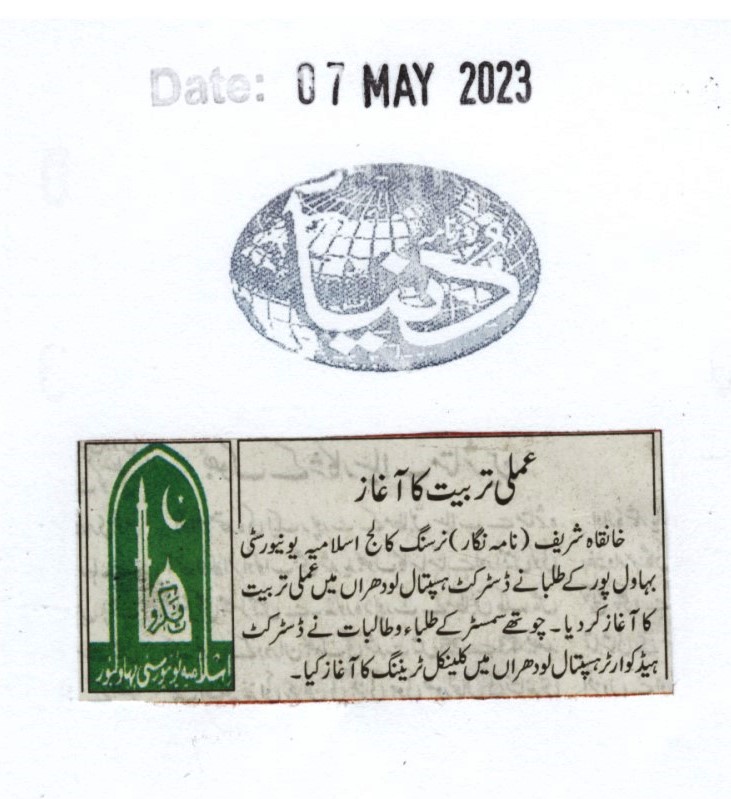 Date: 07 MAY 2023
روزنامہ
دنیا
عملی تربیت کا آغاز
خانقاہ شریف (نامہ نگار) نرسنگ کالج اسلامیہ یونیورسٹی
بہاول پور کے طلبا نے ڈسٹرکٹ ہسپتال لودھراں میں عملی تربیت
کا آغاز کر دیا۔ چوتھے سمسٹر کے طلباء و طالبات نے ڈسٹرکٹ
ہیڈ کوارٹر ہسپتال لودھراں میں کلینکل ٹریننگ کا آغاز کیا۔
اسلامیہ یونیورسٹی بہاولپور